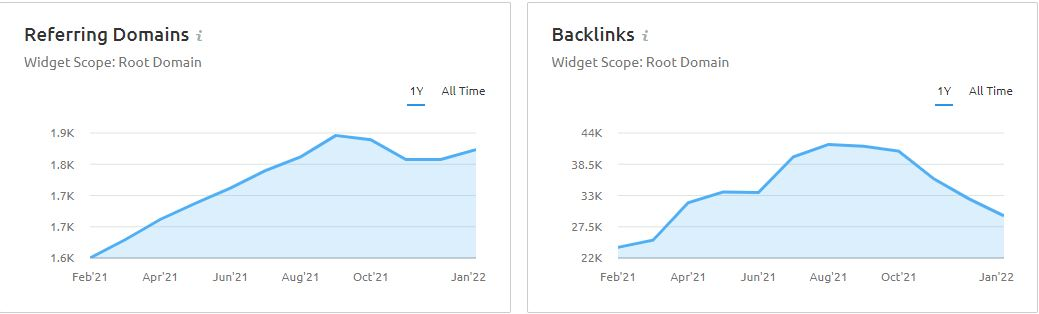 Referring Domains i
Widget Scope: Root Domain
1Y All Time
1.9K
1.8K
1.7K
1.7K
1.6K
Feb'21 Apr'21 Jun'21 Aug'21 Oct'21 Jan'22
Backlinks i
Widget Scope: Root Domain
1Y All Time
44K
38.5K
33K
27.5K
22K
Feb'21 Apr'21 Jun'21 Aug'21 Oct'21 Jan'22